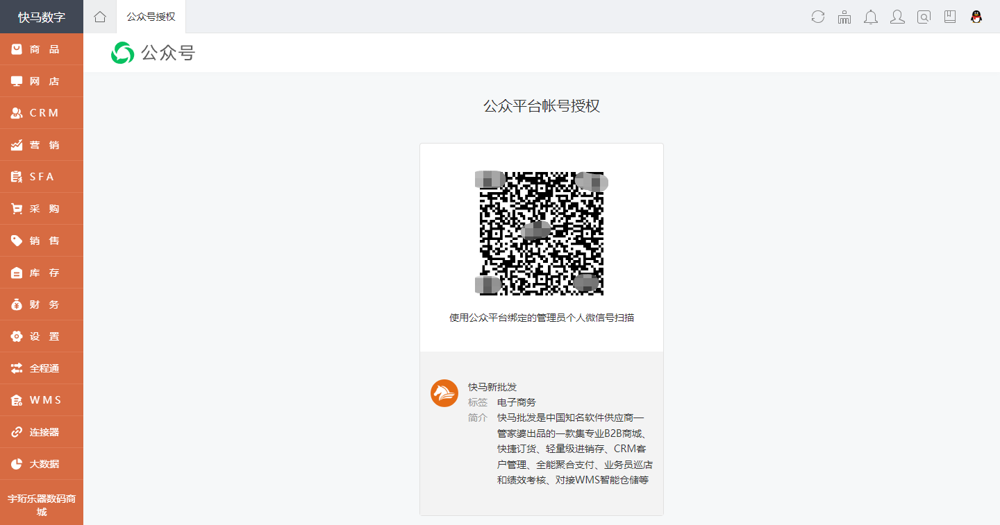 快马数字
公众号授权
商 品
网 店
CRM
营 销
SFA
采 购
销 售
库 存
财 务
设 置
全程通
WMS
连接器
大数据
宇珩乐器数码商
城
公众号
公众平台帐号授权
使用公众平台绑定的管理员个人微信号扫描
快马新批发
标签 电子商务
简介 快马批发是中国知名软件供应商—
管家婆出品的一款集专业B2B商城、
快捷订货、轻量级进销存、CRM客
户管理、全能聚合支付、业务员巡店
和绩效考核、对接WMS智能仓储等